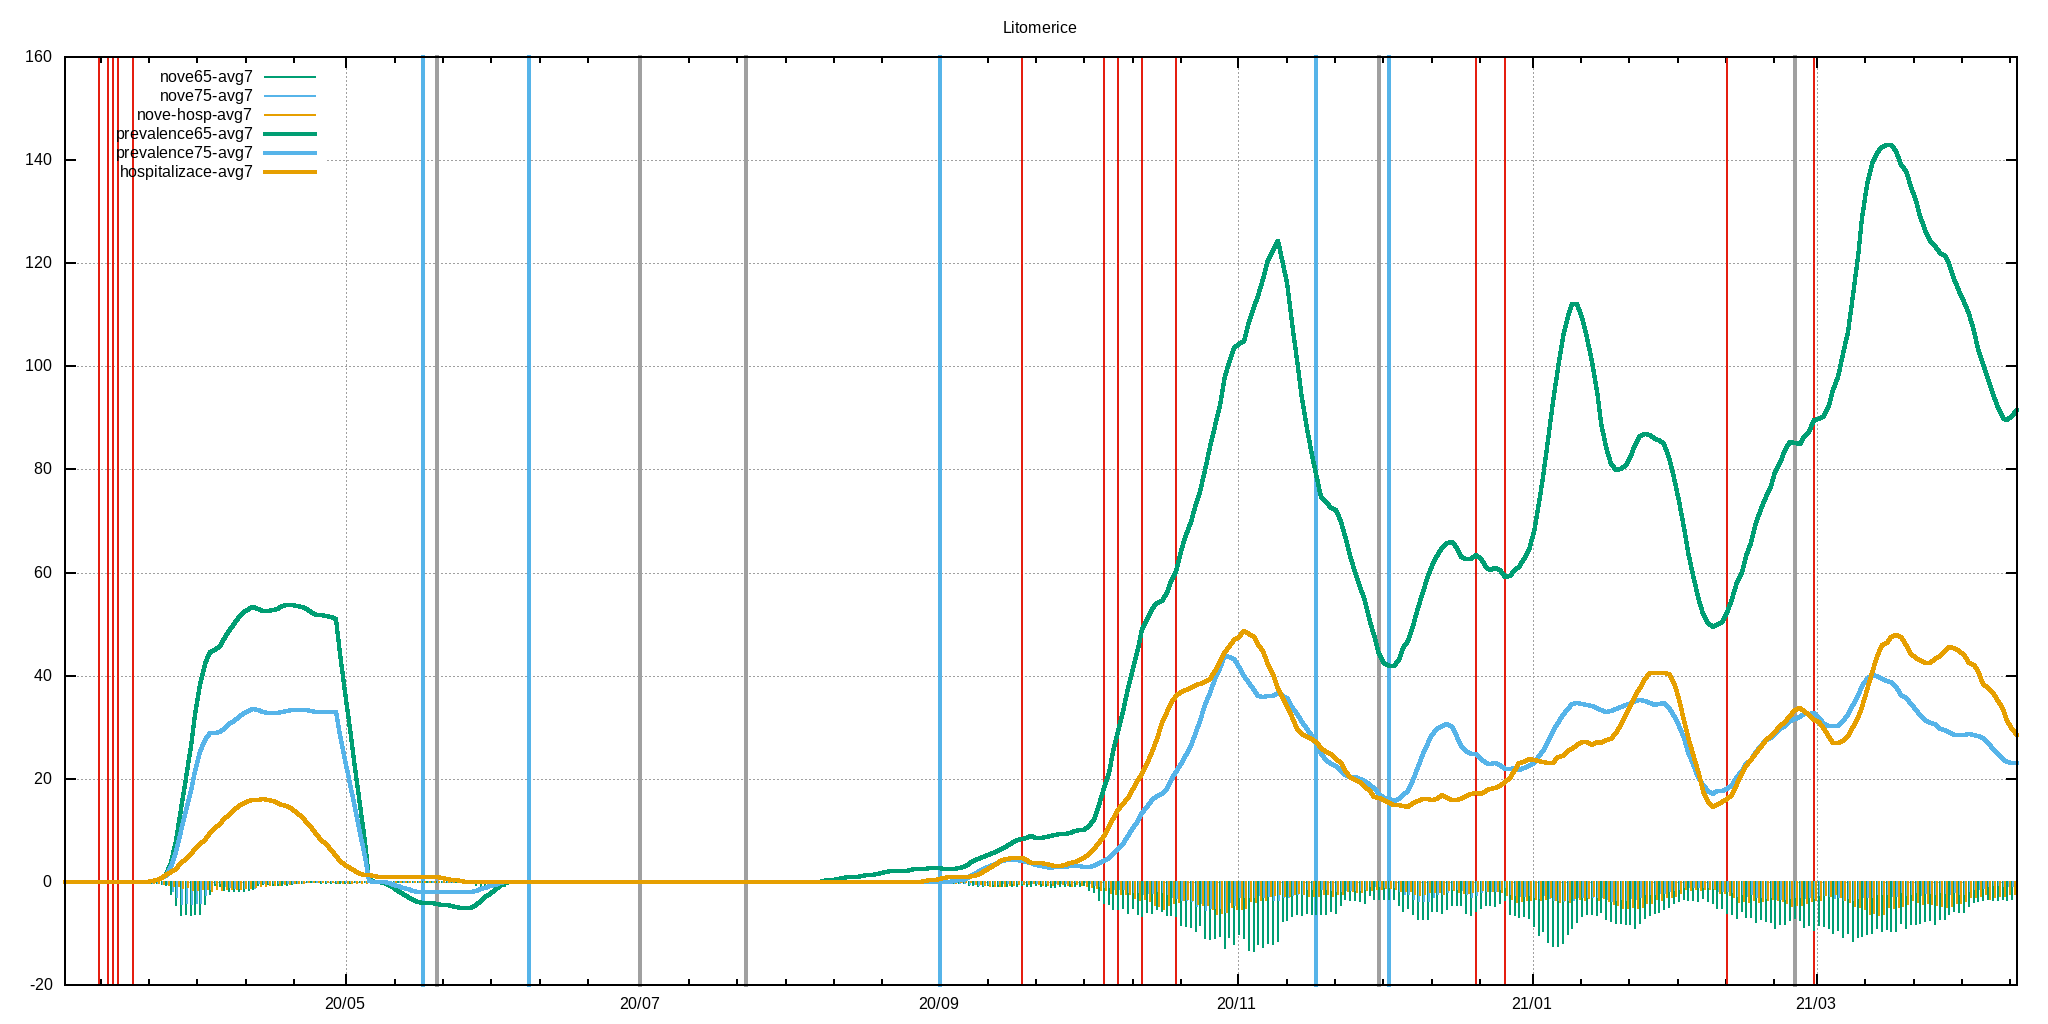 Litomerice
160
nove65-avg7
nove75-avg7
nove-hosp-avg7
prevalence65-avg7
prevalence75-avg7
140
hospitalizace-avg7
120
100
80
60
40
20
0
-20
20/05 20/07 20/09 20/11 21/01 21/03